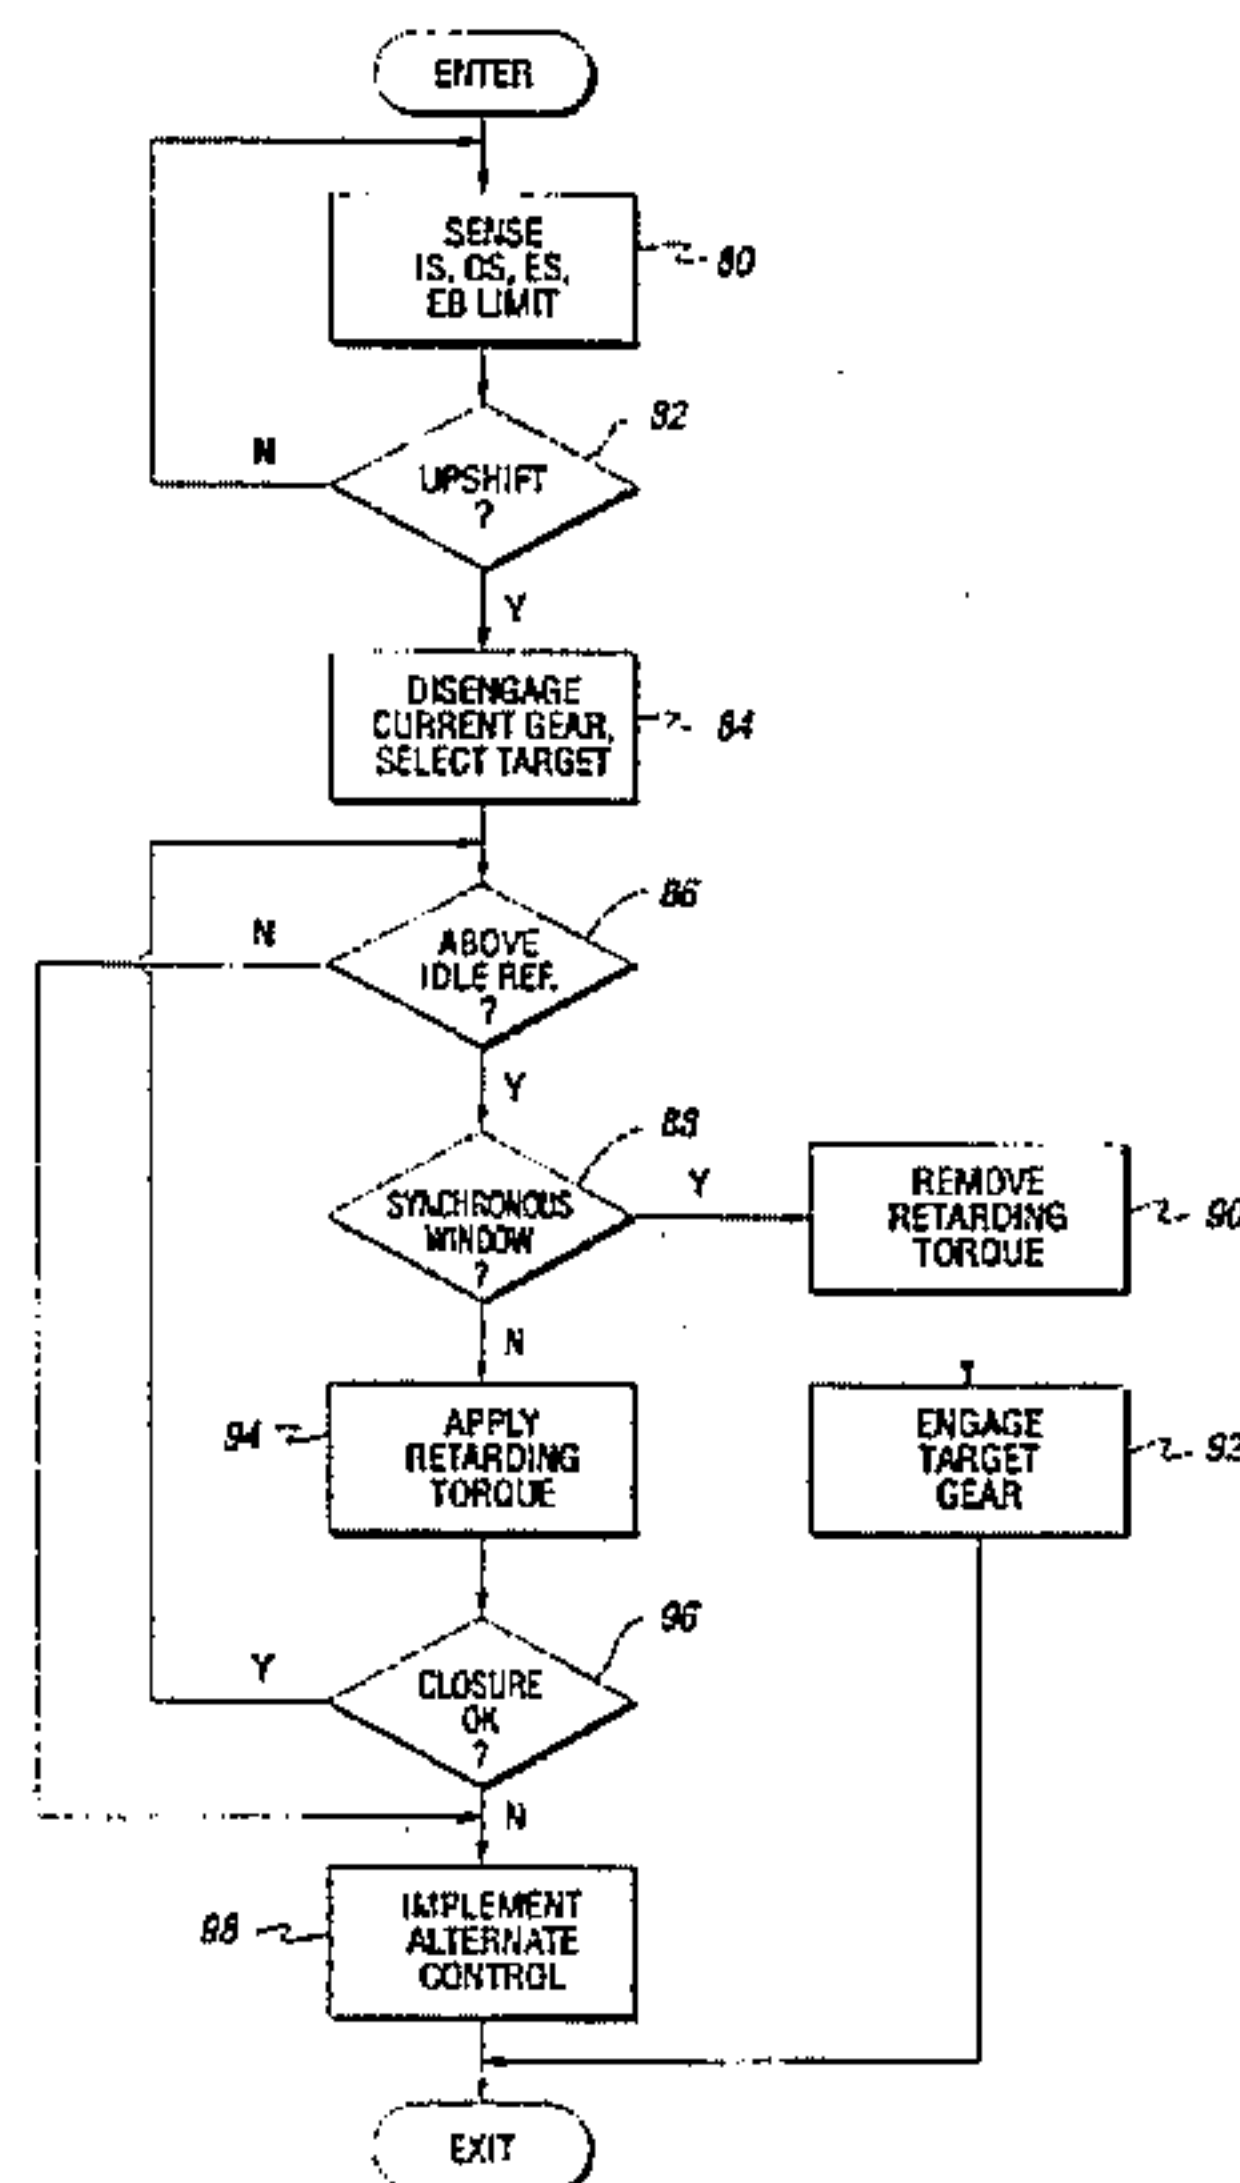 ENTER
SENSE
IS, OS, ES,
EB LIMIT
80
82
UPSHIFT
?
N
Y
DISENGAGE
CURRENT GEAR,
SELECT TARGET
84
86
ABOVE
IDLE REF.
?
N
Y
88
SYNCHRONOUS
WINDOW
?
Y
REMOVE
RETARDING
TORQUE
90
N
94
APPLY
RETARDING
TORQUE
ENGAGE
TARGET
GEAR
96
CLOSURE
OK
?
Y
N
98
IMPLEMENT
ALTERNATE
CONTROL
EXIT